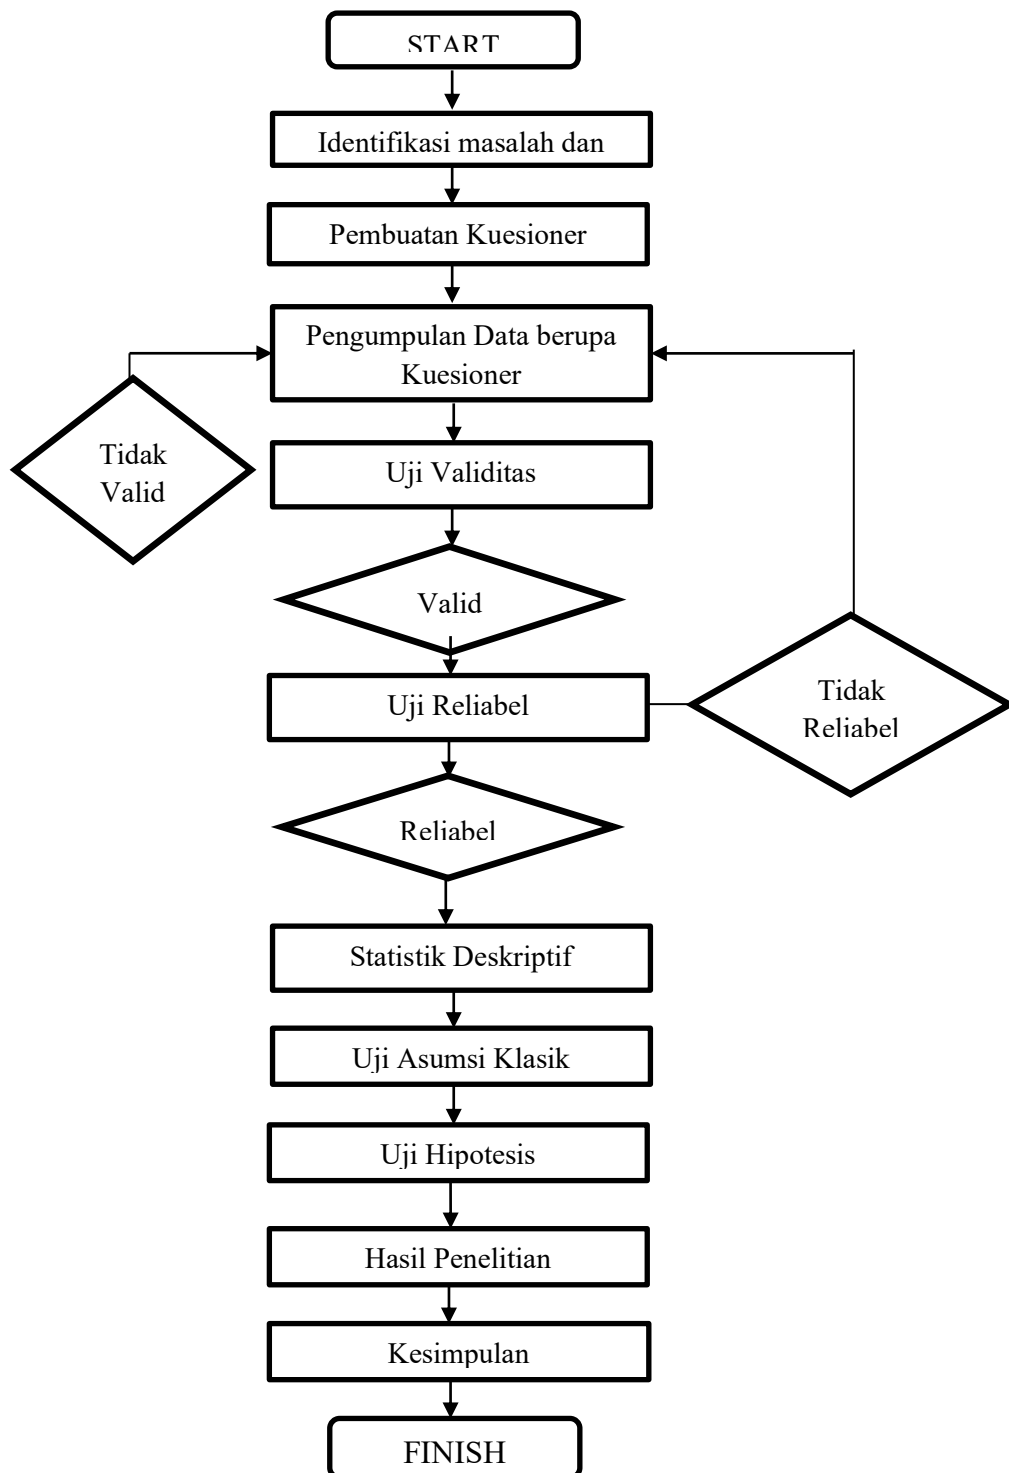 START
Identifikasi masalah dan
Pembuatan Kuesioner
Pengumpulan Data berupa
Kuesioner
Tidak
Valid
Uji Validitas
Valid
Uji Reliabel
Tidak
Reliabel
Reliabel
Statistik Deskriptif
Uji Asumsi Klasik
Uji Hipotesis
Hasil Penelitian
Kesimpulan
FINISH